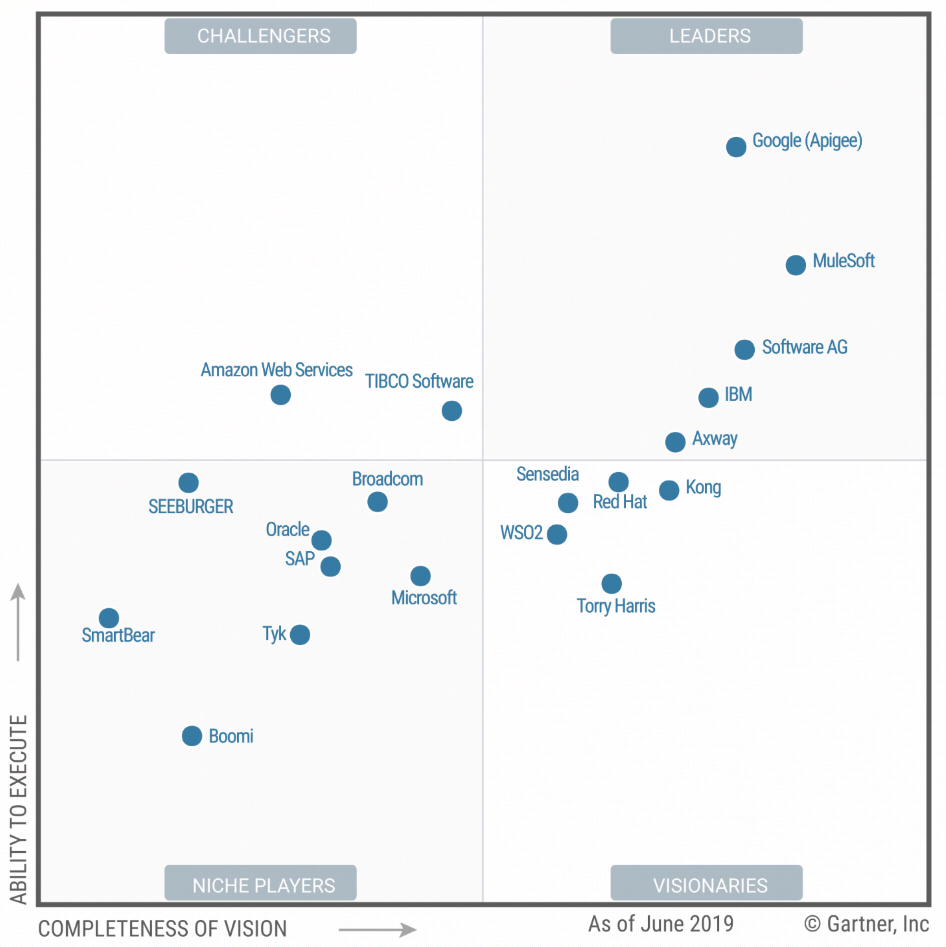 CHALLENGERS
LEADERS
Google (Apigee)
MuleSoft
Software AG
Amazon Web Services
TIBCO Software
IBM
Axway
SEEBURGER
Broadcom
Oracle
SAP
Microsoft
SmartBear
Tyk
Boomi
Sensedia
Red Hat
Kong
WSO2
Torry Harris
NICHE PLAYERS
VISIONARIES
ABILITY TO EXECUTE
COMPLETENESS OF VISION
As of June 2019
© Gartner, Inc